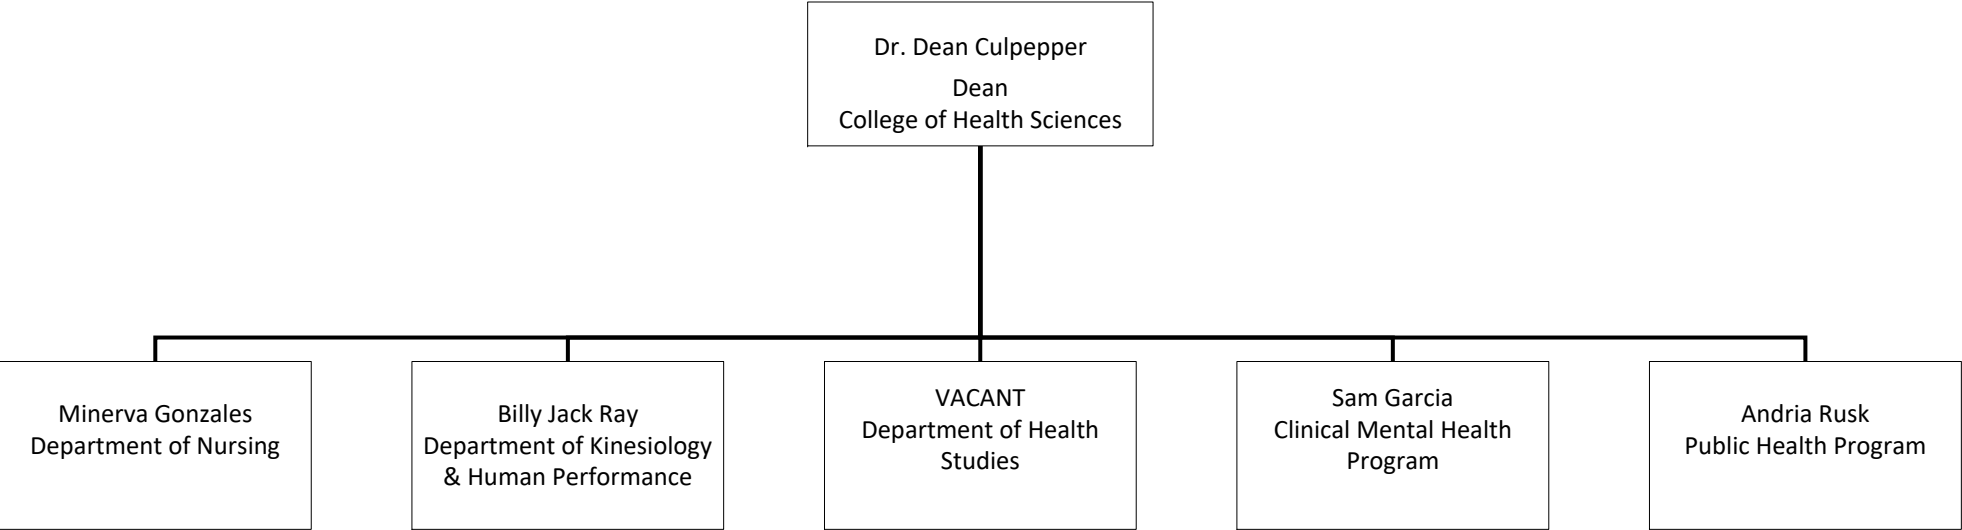 Dr. Dean Culpepper
Dean
College of Health Sciences
Minerva Gonzales
Department of Nursing
Billy Jack Ray
Department of Kinesiology
& Human Performance
VACANT
Department of Health
Studies
Sam Garcia
Clinical Mental Health
Program
Andria Rusk
Public Health Program